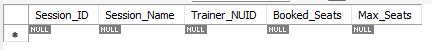 Session_ID Session_Name Trainer_NUID Booked_Seats Max_Seats
NULL NULL NULL NULL NULL